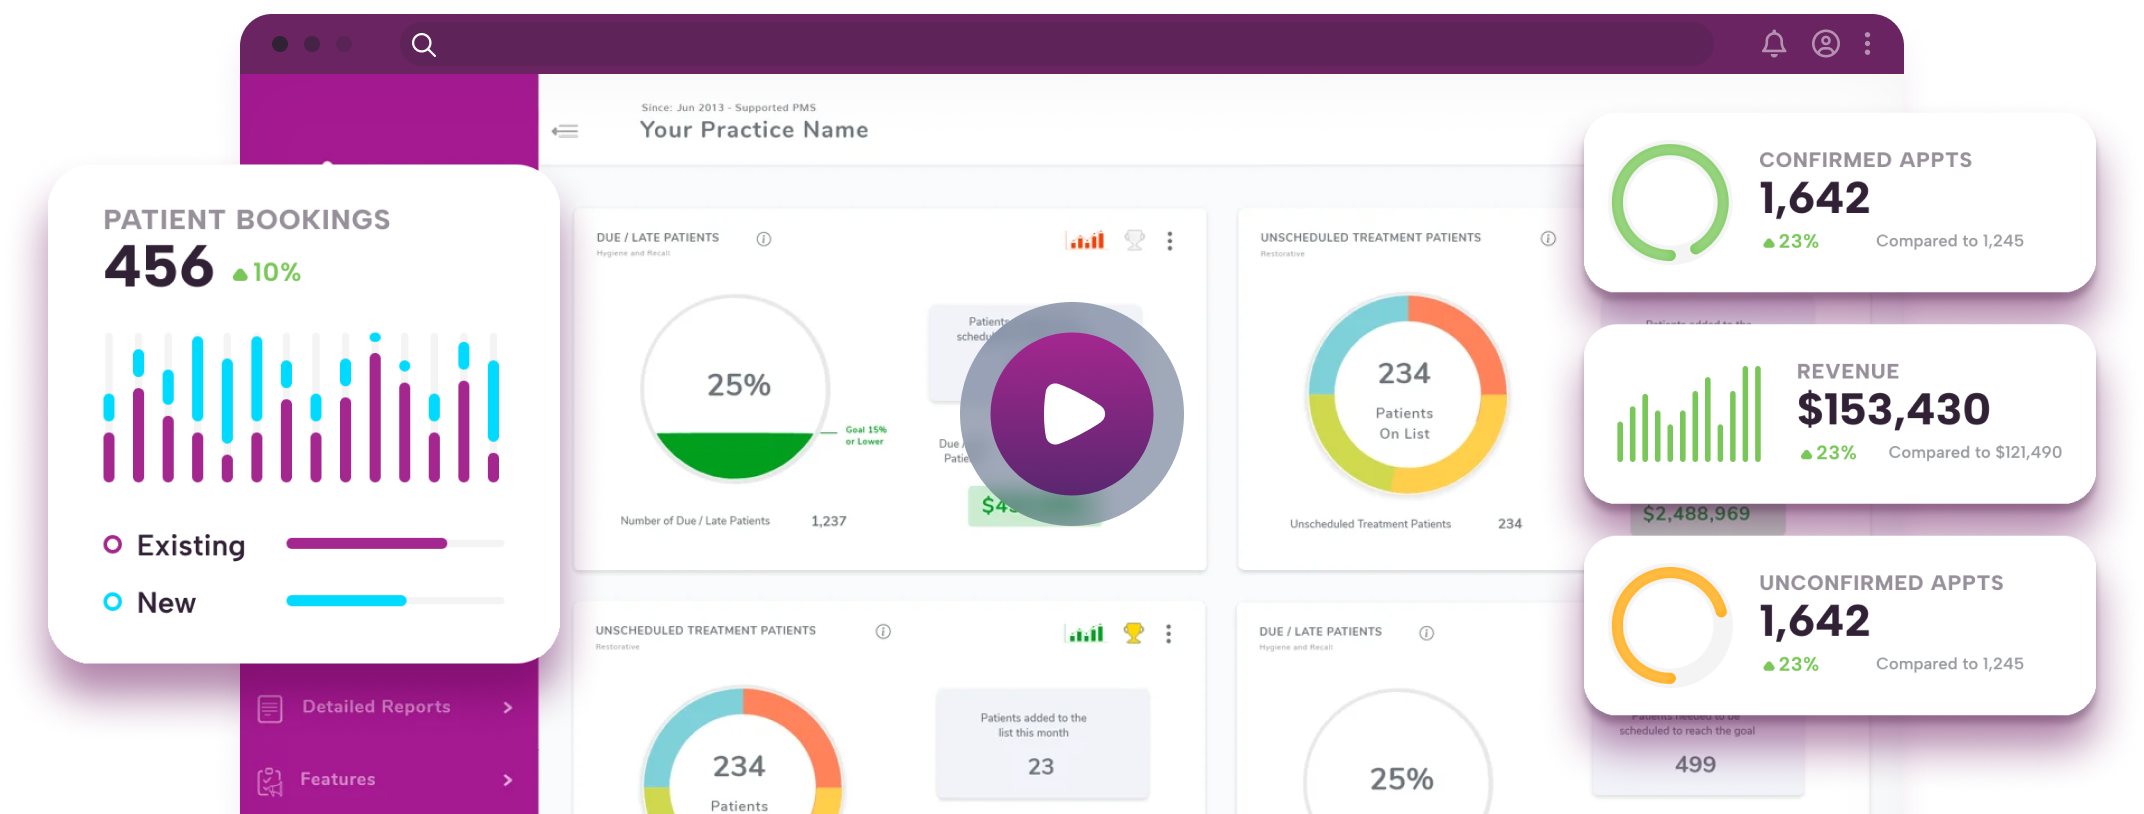 Since: Jun 2013 - Supported PMS
Your Practice Name
PATIENT BOOKINGS
456 10%
Existing
New
Detailed Reports
Features
DUE / LATE PATIENTS
Hygiene and Recall
25%
Goal 15%
or Lower
Number of Due / Late Patients 1,237
Patients
Due /
$4
UNSCHEDULED TREATMENT PATIENTS
Restorative
234
Patients
On List
Unscheduled Treatment Patients 234
$2,488,969
CONFIRMED APPTS
1,642
23% Compared to 1,245
REVENUE
$153,430
23% Compared to $121,490
UNCONFIRMED APPTS
1,642
23% Compared to 1,245
UNSCHEDULED TREATMENT PATIENTS
Restorative
234
Patients
Patients added to the
list this month
23
DUE / LATE PATIENTS
Hygiene and Recall
25%
Patients needed to be
scheduled to reach the goal
499